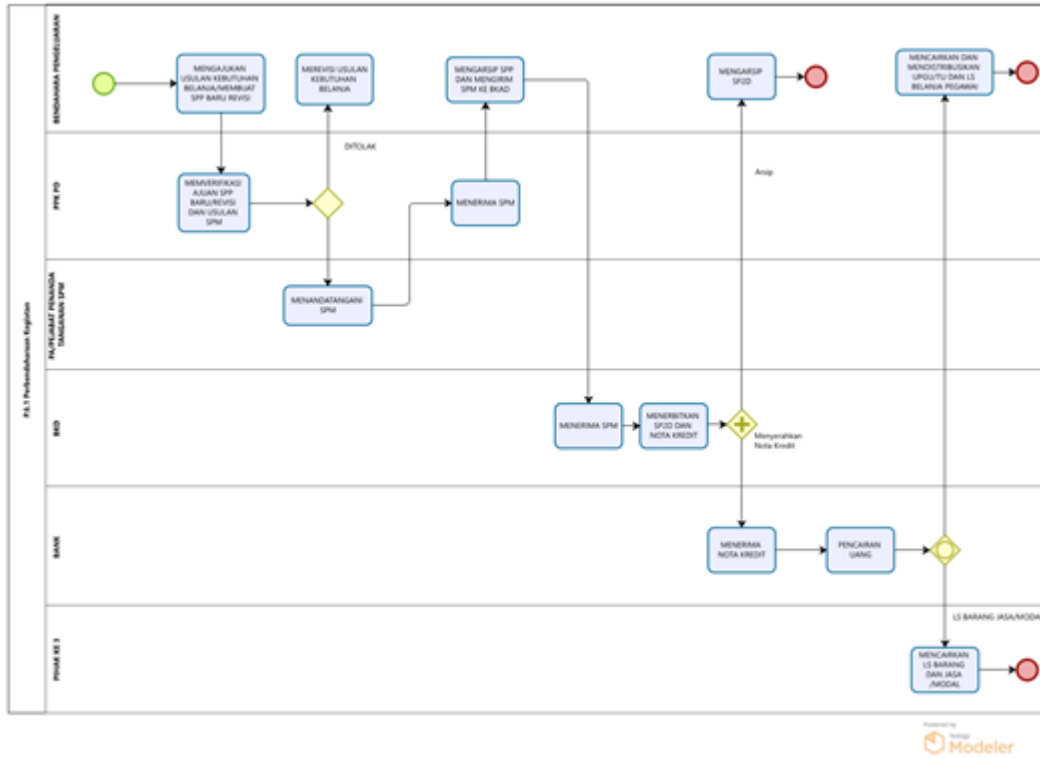 P.6.1 Perbendaharaan Kegiatan
BENDAHARA PENGELUARAN
MENGAJUKAN
USULAN KEBUTUHAN
BELANJA/MEMBUAT
SPP BARU REVISI
MEREVISI USULAN
KEBUTUHAN
BELANJA
MENGARSIP SPP
DAN MENGIRIM
SPM KE BKAD
MENGARSIP
SP2D
MENCAIRKAN DAN
MENDISTRIBUSIKAN
UPGU/TU DAN LS
BELANJA PEGAWAI
PPK PD
DITOLAK
MEMVERIFIKASI
AJUAN SPP
BARU/REVISI
DAN USULAN
SPM
MENERIMA SPM
Arsip
PA/PEJABAT PENANDA
TANGANAN SPM
MENANDATANGANI
SPM
BKD
MENERIMA SPM
MENERBITKAN
SP2D DAN
NOTA KREDIT
Menyerahkan
Nota Kredit
BANK
MENERIMA
NOTA KREDIT
PENCAIRAN
UANG
PIHAK KE 3
LS BARANG JASA/MODA
MENCAIRKAN
LS BARANG
DAN JASA
/MODAL
Powered by
bizagi
Modeler